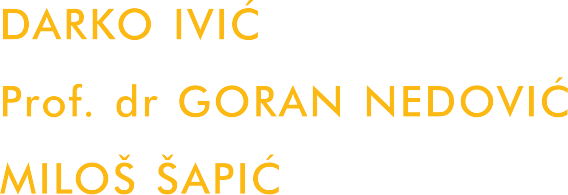 DARKO IVIĆ
Prof. dr GORAN NEDOVIĆ
MILOŠ ŠAPIĆ